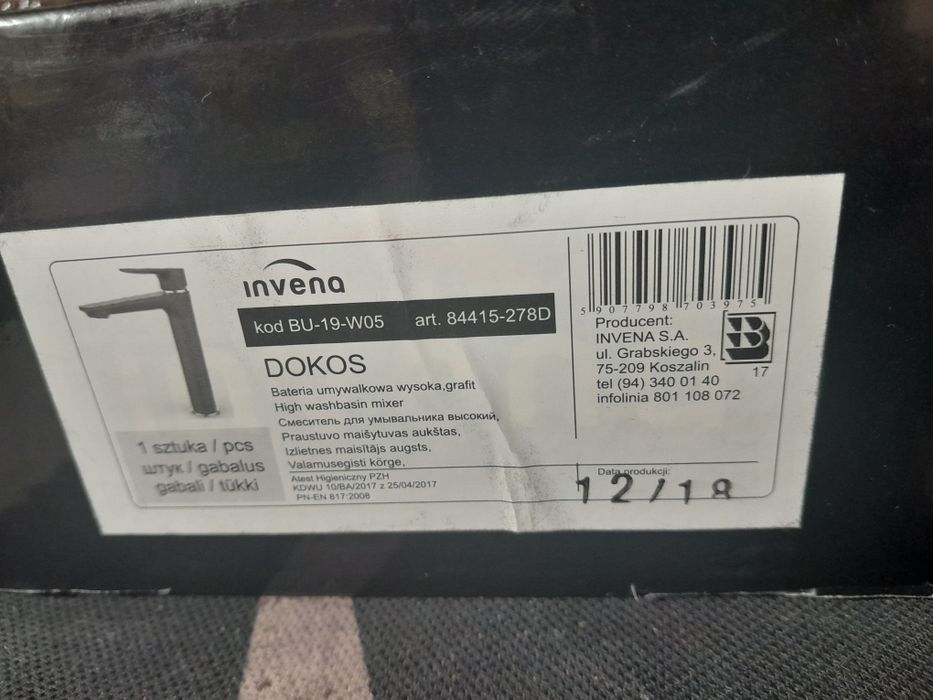 invena
kod BU-19-W05 art. 84415-278D
DOKOS
Bateria umywalkowa wysoka,grafit
High washbasin mixer
Смеситель для умывальника высокий,
Praustuvo maišytuvas aukštas,
Izlietnes maisītājs augsts,
Valamusegisti kõrge,
Atest Higieniczny PZH
KDWU 10/BA/2017 z 25/04/2017
PN-EN 817:2008
1 sztuka / pcs
штук / gabalus
gabali / tükki
5907798703975
Producent:
INVENA S.A.
ul. Grabskiego 3,
75-209 Koszalin
tel (94) 340 01 40
infolinia 801 108 072
B
17
Data produkcji:
12/18